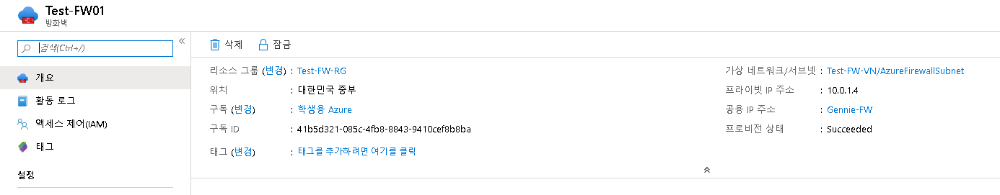 Test-FW01
방화벽
검색(Ctrl+/)
개요
활동 로그
액세스 제어(IAM)
태그
설정
삭제 잠금
리소스 그룹 (변경) : Test-FW-RG
위치 : 대한민국 중부
구독 (변경) : 학생용 Azure
구독 ID : 41b5d321-085c-4fb8-8843-9410cef8b8ba
태그 (변경) : 태그를 추가하려면 여기를 클릭
가상 네트워크/서브넷 : Test-FW-VN/AzureFirewallSubnet
프라이빗 IP 주소 : 10.0.1.4
공용 IP 주소 : Gennie-FW
프로비전 상태 : Succeeded